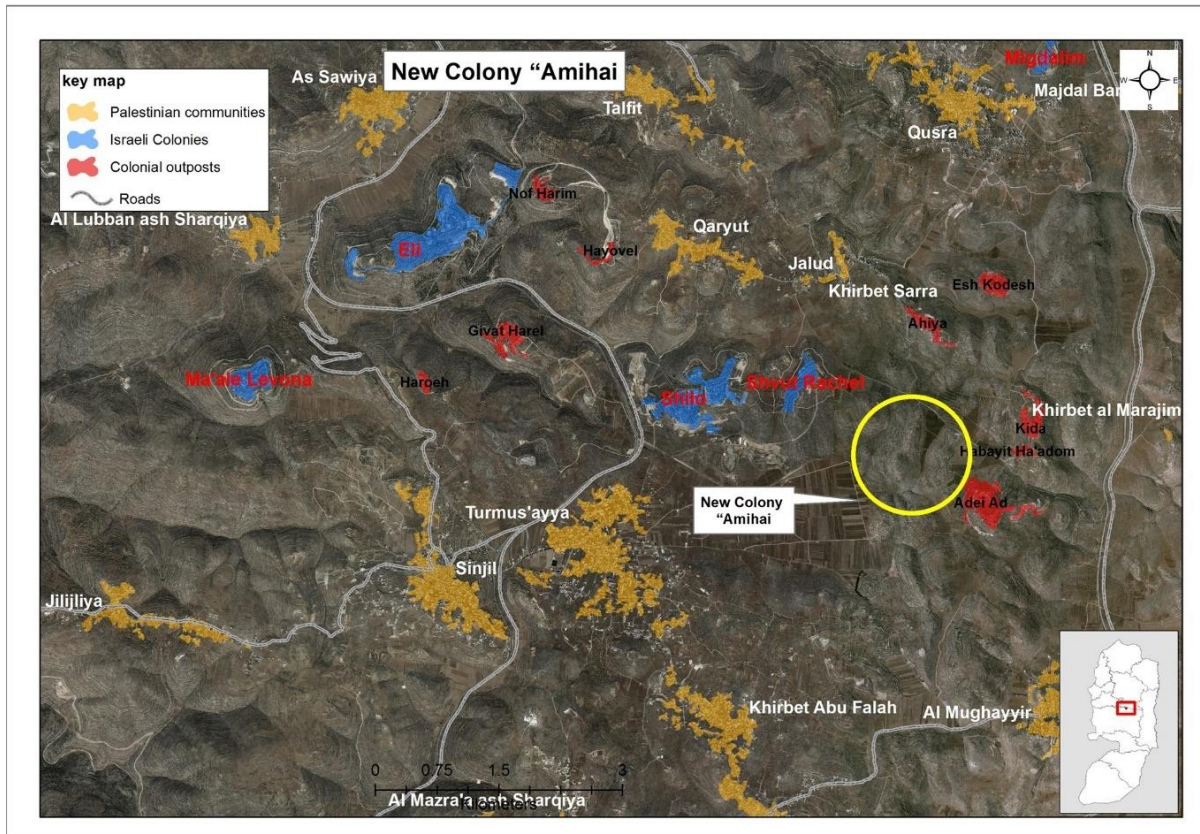 New Colony “Amihai
key map
Palestinian communities
Israeli Colonies
Colonial outposts
Roads
N
W
E
S
As Sawiya
Talfit
Migdalim
Majdal Ban
Qusra
Nof Harim
Al Lubban ash Sharqiya
Eli
Hayovel
Qaryut
Jalud
Khirbet Sarra
Esh Kodesh
Ahiya
Givat Harel
Ma'ale Levona
Haroeh
Shilo
Shvut Rachel
Khirbet al Marajim
Kida
Habayit Ha'adom
Adei Ad
New Colony
“Amihai
Turmus'ayya
Sinjil
Jilijliya
Khirbet Abu Falah
Al Mughayyir
0 0.75 1.5 3
Kilometers
Al Mazra'a ash Sharqiya